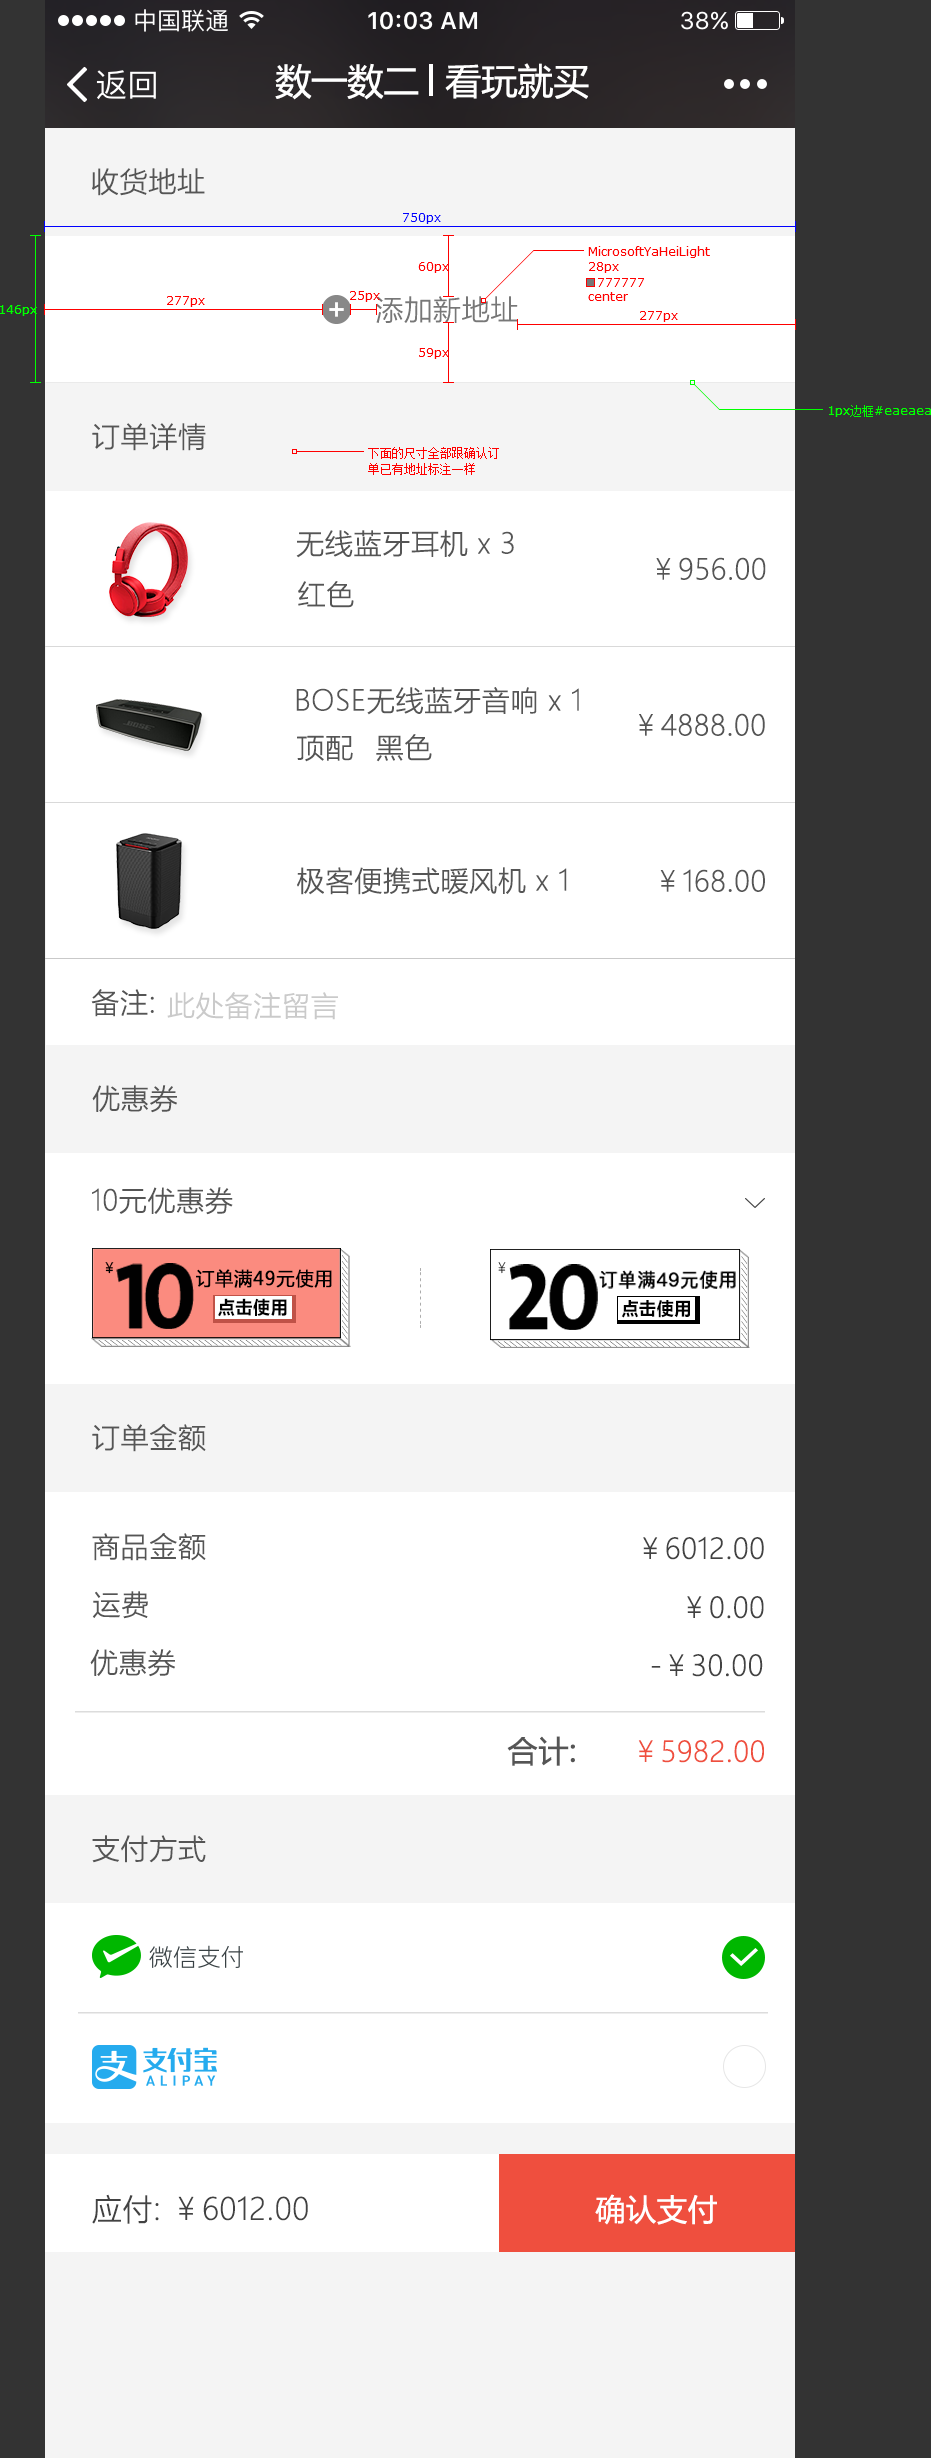 中国联通 10:03 AM 38%
返回 数一数二 | 看玩就买
收货地址
750px
60px
MicrosoftYaHeiLight
28px
777777
center
146px
277px
25px
添加新地址
277px
59px
1px边框#eaeaea
订单详情
下面的尺寸全部跟确认订
单已有地址标注一样
无线蓝牙耳机 x 3
红色
¥ 956.00
BOSE无线蓝牙音响 x 1
顶配 黑色
¥ 4888.00
极客便携式暖风机 x 1
¥ 168.00
备注: 此处备注留言
优惠券
10元优惠券
¥10 订单满49元使用
点击使用
¥20 订单满49元使用
点击使用
订单金额
商品金额 ¥ 6012.00
运费 ¥ 0.00
优惠券 - ¥ 30.00
合计: ¥ 5982.00
支付方式
微信支付
支 支付宝
ALIPAY
应付: ¥ 6012.00 确认支付